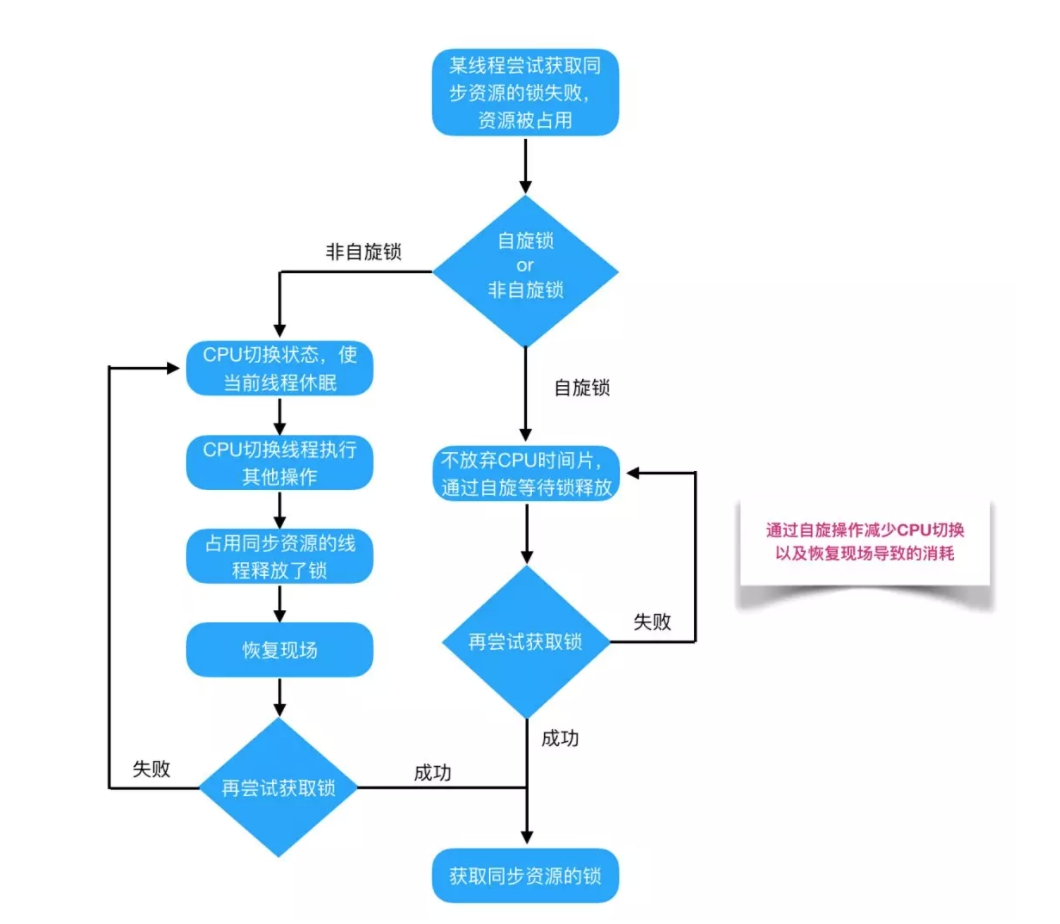 某线程尝试获取同
步资源的锁失败，
资源被占用
自旋锁
or
非自旋锁
非自旋锁
CPU切换状态，使
当前线程休眠
CPU切换线程执行
其他操作
占用同步资源的线
程释放了锁
恢复现场
再尝试获取锁
失败
成功
自旋锁
不放弃CPU时间片，
通过自旋等待锁释放
再尝试获取锁
失败
成功
获取同步资源的锁
通过自旋操作减少CPU切换
以及恢复现场导致的消耗